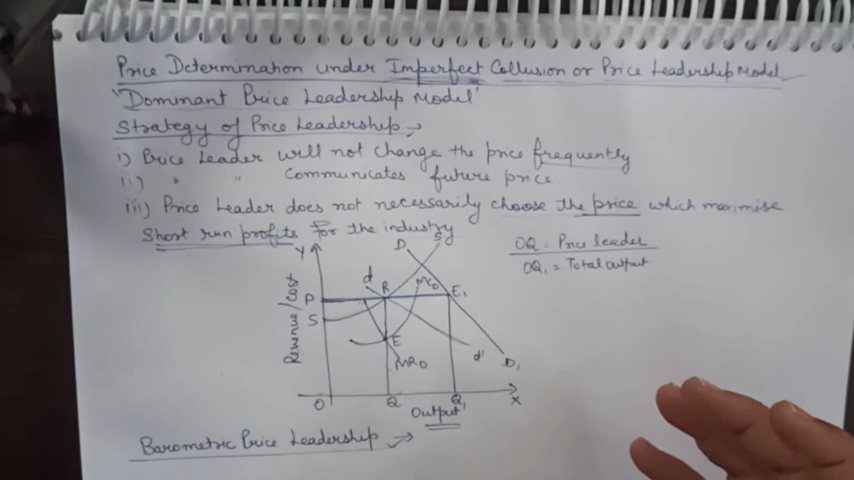 Price Determination under Imperfect Collusion or Price Leadership Model
'Dominant Price Leadership Model'
Strategy of Price Leadership →
i) Price Leader will not change the price frequently
ii) " " communicates future price
iii) Price Leader does not necessarily choose the price which maximise
Short run profits for the industry
OQ = Price leader
OQ₁ = Total output
Y D S
d MCD
P R E₁
S
Revenue/Cost
E
d'
MRD D₁
O Q Q₁ X
Output
Barometric Price Leadership →